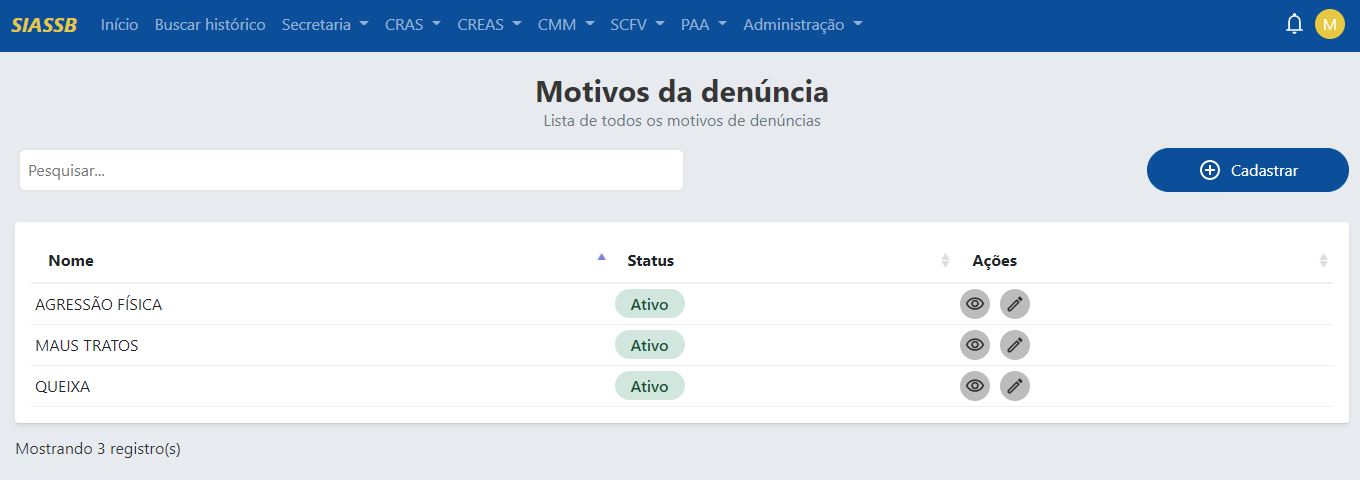 SIASSB Início Buscar histórico Secretaria CRAS CREAS CMM SCFV PAA Administração M
Motivos da denúncia
Lista de todos os motivos de denúncias
Pesquisar... Cadastrar
Nome Status Ações
AGRESSÃO FÍSICA Ativo
MAUS TRATOS Ativo
QUEIXA Ativo
Mostrando 3 registro(s)